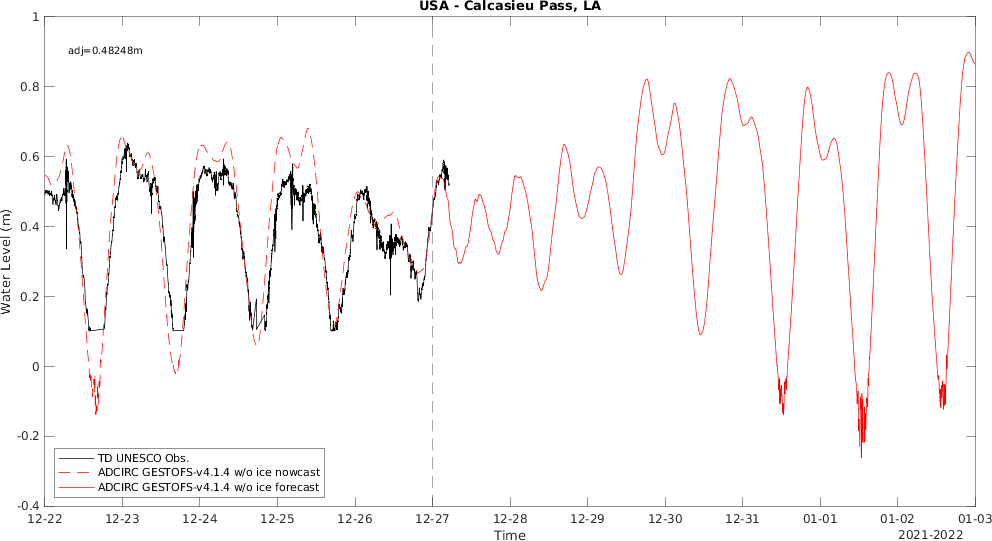 USA - Calcasieu Pass, LA
adj=0.48248m
1
0.8
0.6
0.4
0.2
0
-0.2
-0.4
Water Level (m)
TD UNESCO Obs.
ADCIRC GESTOFS-v4.1.4 w/o ice nowcast
ADCIRC GESTOFS-v4.1.4 w/o ice forecast
12-22 12-23 12-24 12-25 12-26 12-27 12-28 12-29 12-30 12-31 01-01 01-02 01-03
Time
2021-2022